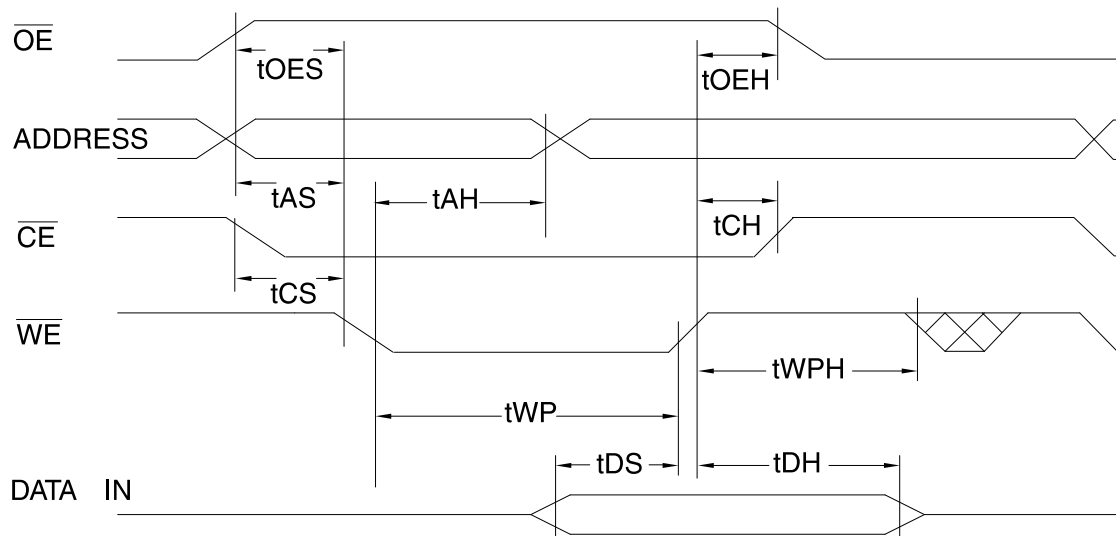 OE
tOES
tOEH
ADDRESS
tAS
tAH
tCH
CE
tCS
WE
tWPH
tWP
tDS
tDH
DATA IN